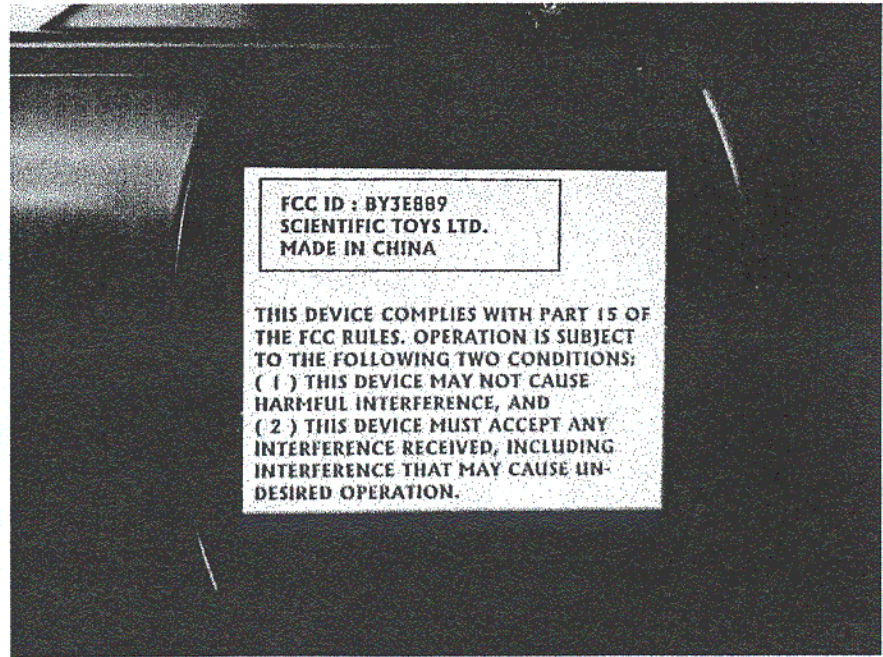 FCC ID : BY3E889
SCIENTIFIC TOYS LTD.
MADE IN CHINA
THIS DEVICE COMPLIES WITH PART 15 OF
THE FCC RULES. OPERATION IS SUBJECT
TO THE FOLLOWING TWO CONDITIONS:
( 1 ) THIS DEVICE MAY NOT CAUSE
HARMFUL INTERFERENCE, AND
( 2 ) THIS DEVICE MUST ACCEPT ANY
INTERFERENCE RECEIVED, INCLUDING
INTERFERENCE THAT MAY CAUSE UN-
DESIRED OPERATION.